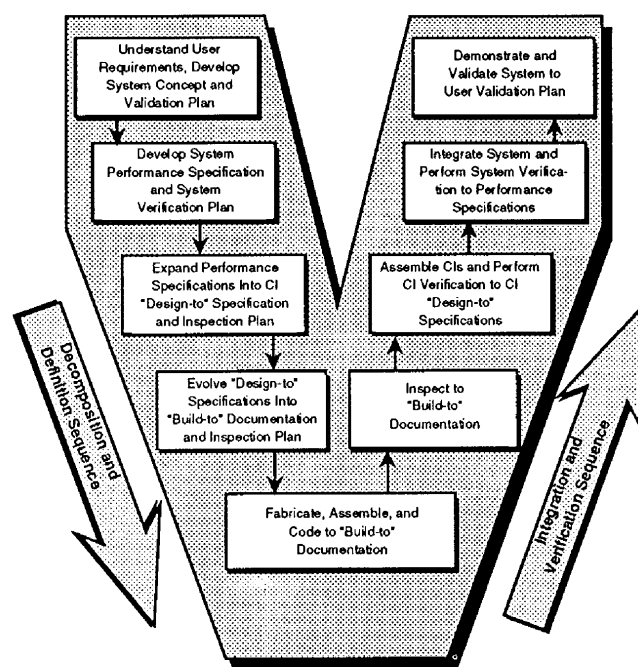 Understand User
Requirements, Develop
System Concept and
Validation Plan
Develop System
Performance Specification
and System
Verification Plan
Expand Performance
Specifications Into CI
"Design-to" Specification
and Inspection Plan
Evolve "Design-to"
Specifications Into
"Build-to" Documentation
and Inspection Plan
Fabricate, Assemble, and
Code to "Build-to"
Documentation
Inspect to
"Build-to"
Documentation
Assemble CIs and Perform
CI Verification to CI
"Design-to"
Specifications
Integrate System and
Perform System Verifica-
tion to Performance
Specifications
Demonstrate and
Validate System to
User Validation Plan
Decomposition and
Definition Sequence
Integration and
Verification Sequence